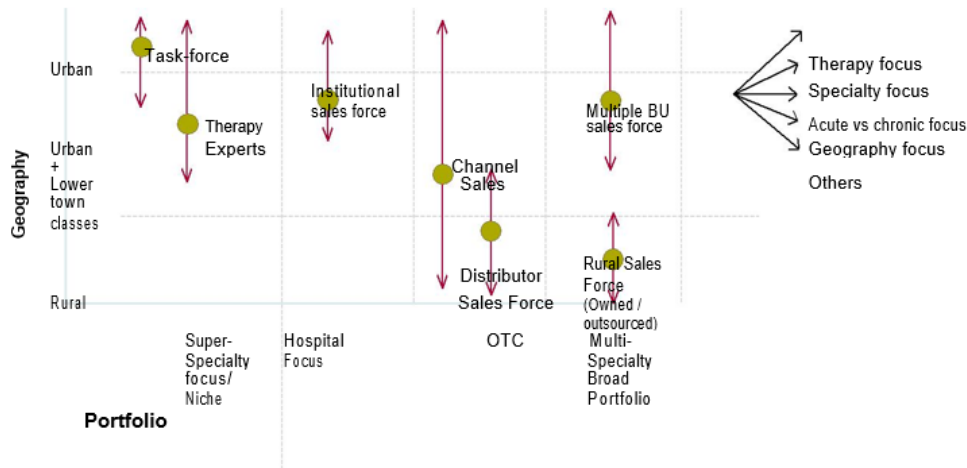 Task-force
Urban
Therapy focus
Institutional
sales force
Specialty focus
Multiple BU
sales force
Therapy
Experts
Acute vs chronic focus
Geography focus
Urban
+
Lower
town
classes
Channel
Sales
Others
Geography
Rural Sales
Force
(Owned /
outsourced)
Distributor
Sales Force
Rural
Super-
Specialty
focus/
Niche
Hospital
Focus
OTC
Multi-
Specialty
Broad
Portfolio
Portfolio